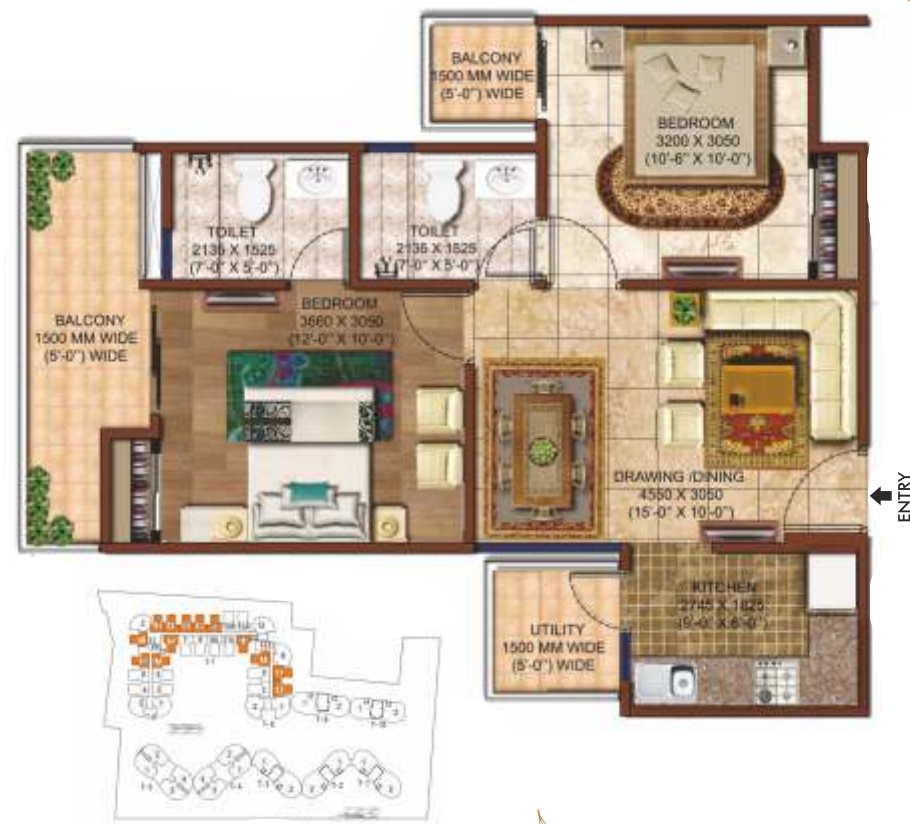 BALCONY
1500 MM WIDE
(5'-0") WIDE
BEDROOM
3200 X 3050
(10'-6" X 10'-0")
TOILET
2135 X 1525
(7'-0" X 5'-0")
TOILET
2135 X 1525
(7'-0" X 5'-0")
BALCONY
1500 MM WIDE
(5'-0") WIDE
BEDROOM
3660 X 3050
(12'-0" X 10'-0")
DRAWING /DINING
4550 X 3050
(15'-0" X 10'-0")
ENTRY
KITCHEN
2745 X 1825
(9'-0" X 6'-0")
UTILITY
1500 MM WIDE
(5'-0") WIDE